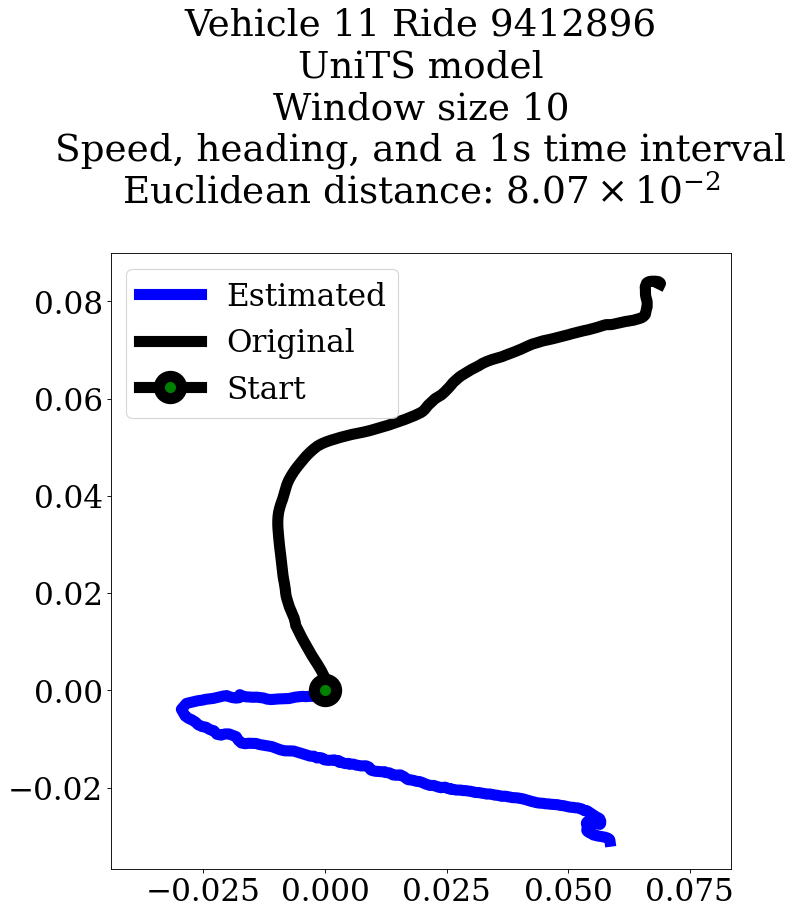 Vehicle 11 Ride 9412896
UniTS model
Window size 10
Speed, heading, and a 1s time interval
Euclidean distance: 8.07 × 10⁻²
Estimated
Original
Start
0.08
0.06
0.04
0.02
0.00
−0.02
−0.025 0.000 0.025 0.050 0.075